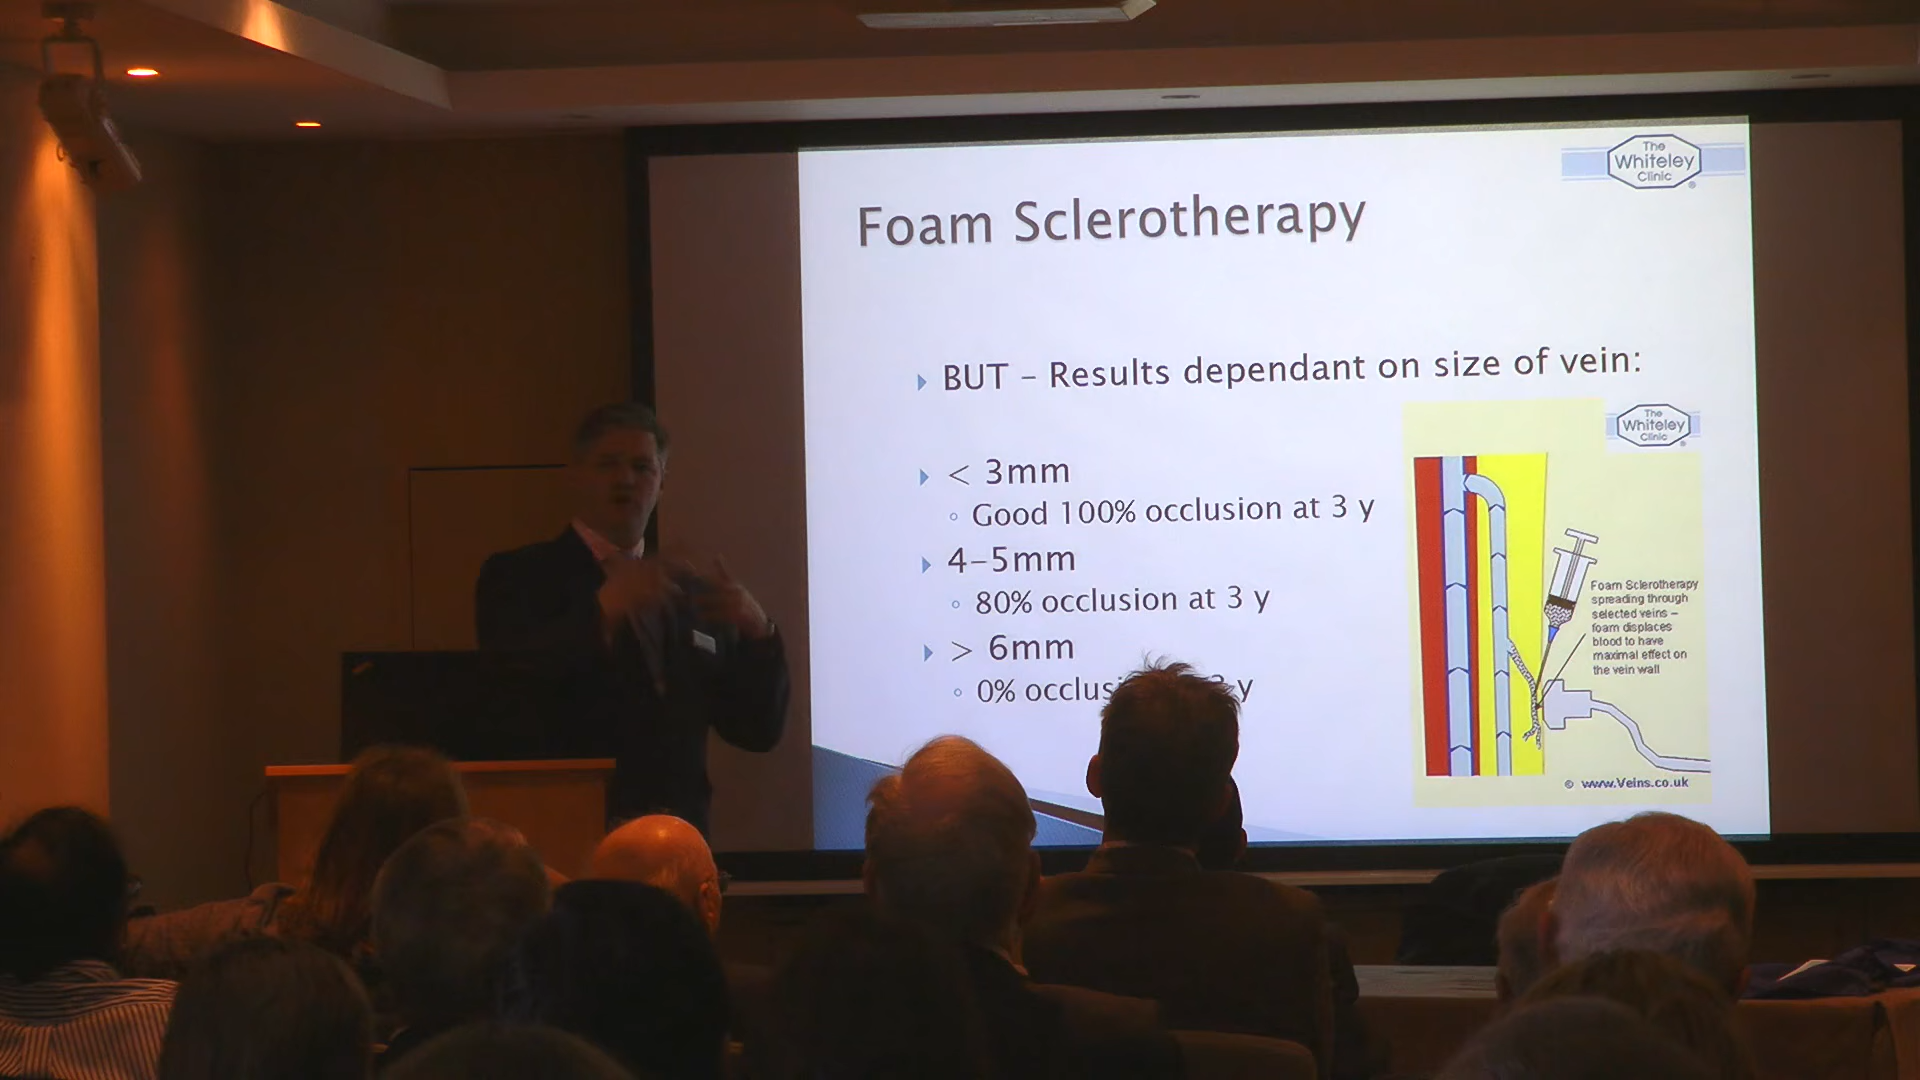 The
Whiteley
Clinic
®
Foam Sclerotherapy
BUT – Results dependant on size of vein:
< 3mm
Good 100% occlusion at 3 y
4–5mm
80% occlusion at 3 y
> 6mm
0% y
The
Whiteley
Clinic
®
Foam Sclerotherapy
spreading through
selected veins –
foam displaces
blood to have
maximal effect on
the vein wall
© www.Veins.co.uk